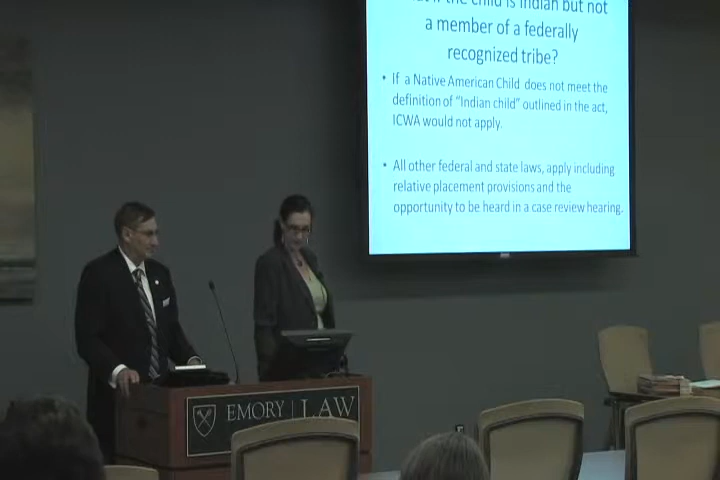 the child is Indian but not
a member of a federally
recognized tribe?
• If a Native American Child does not meet the
definition of "Indian child" outlined in the act,
ICWA would not apply.
• All other federal and state laws, apply including
relative placement provisions and the
opportunity to be heard in a case review hearing.
EMORY | LAW